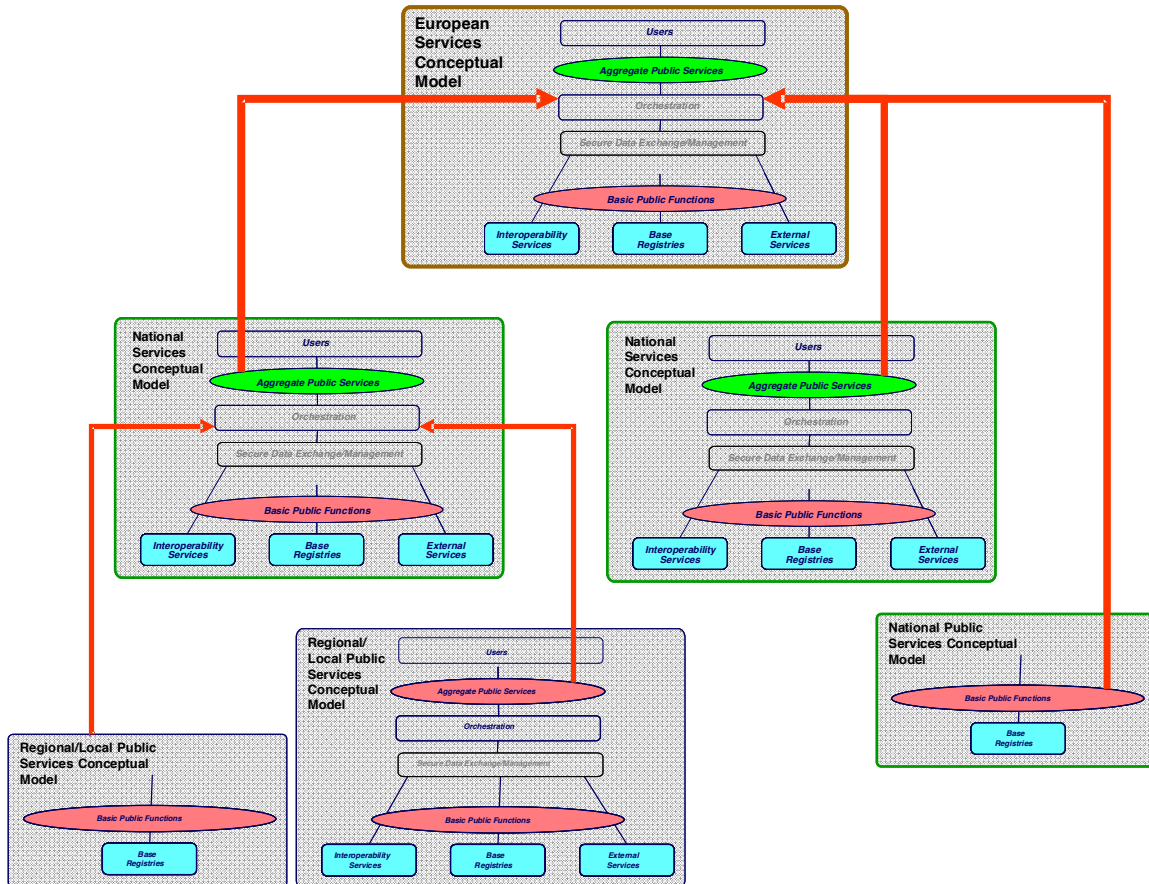 European
Services
Conceptual
Model
Users
Aggregate Public Services
Orchestration
Secure Data Exchange/Management
Basic Public Functions
Interoperability
Services
Base
Registries
External
Services
National
Services
Conceptual
Model
Users
Aggregate Public Services
Orchestration
Secure Data Exchange/Management
Basic Public Functions
Interoperability
Services
Base
Registries
External
Services
National
Services
Conceptual
Model
Users
Aggregate Public Services
Orchestration
Secure Data Exchange/Management
Basic Public Functions
Interoperability
Services
Base
Registries
External
Services
National Public
Services Conceptual
Model
Basic Public Functions
Base
Registries
Regional/
Local Public
Services
Conceptual
Model
Users
Aggregate Public Services
Orchestration
Secure Data Exchange/Management
Basic Public Functions
Interoperability
Services
Base
Registries
External
Services
Regional/Local Public
Services Conceptual
Model
Basic Public Functions
Base
Registries